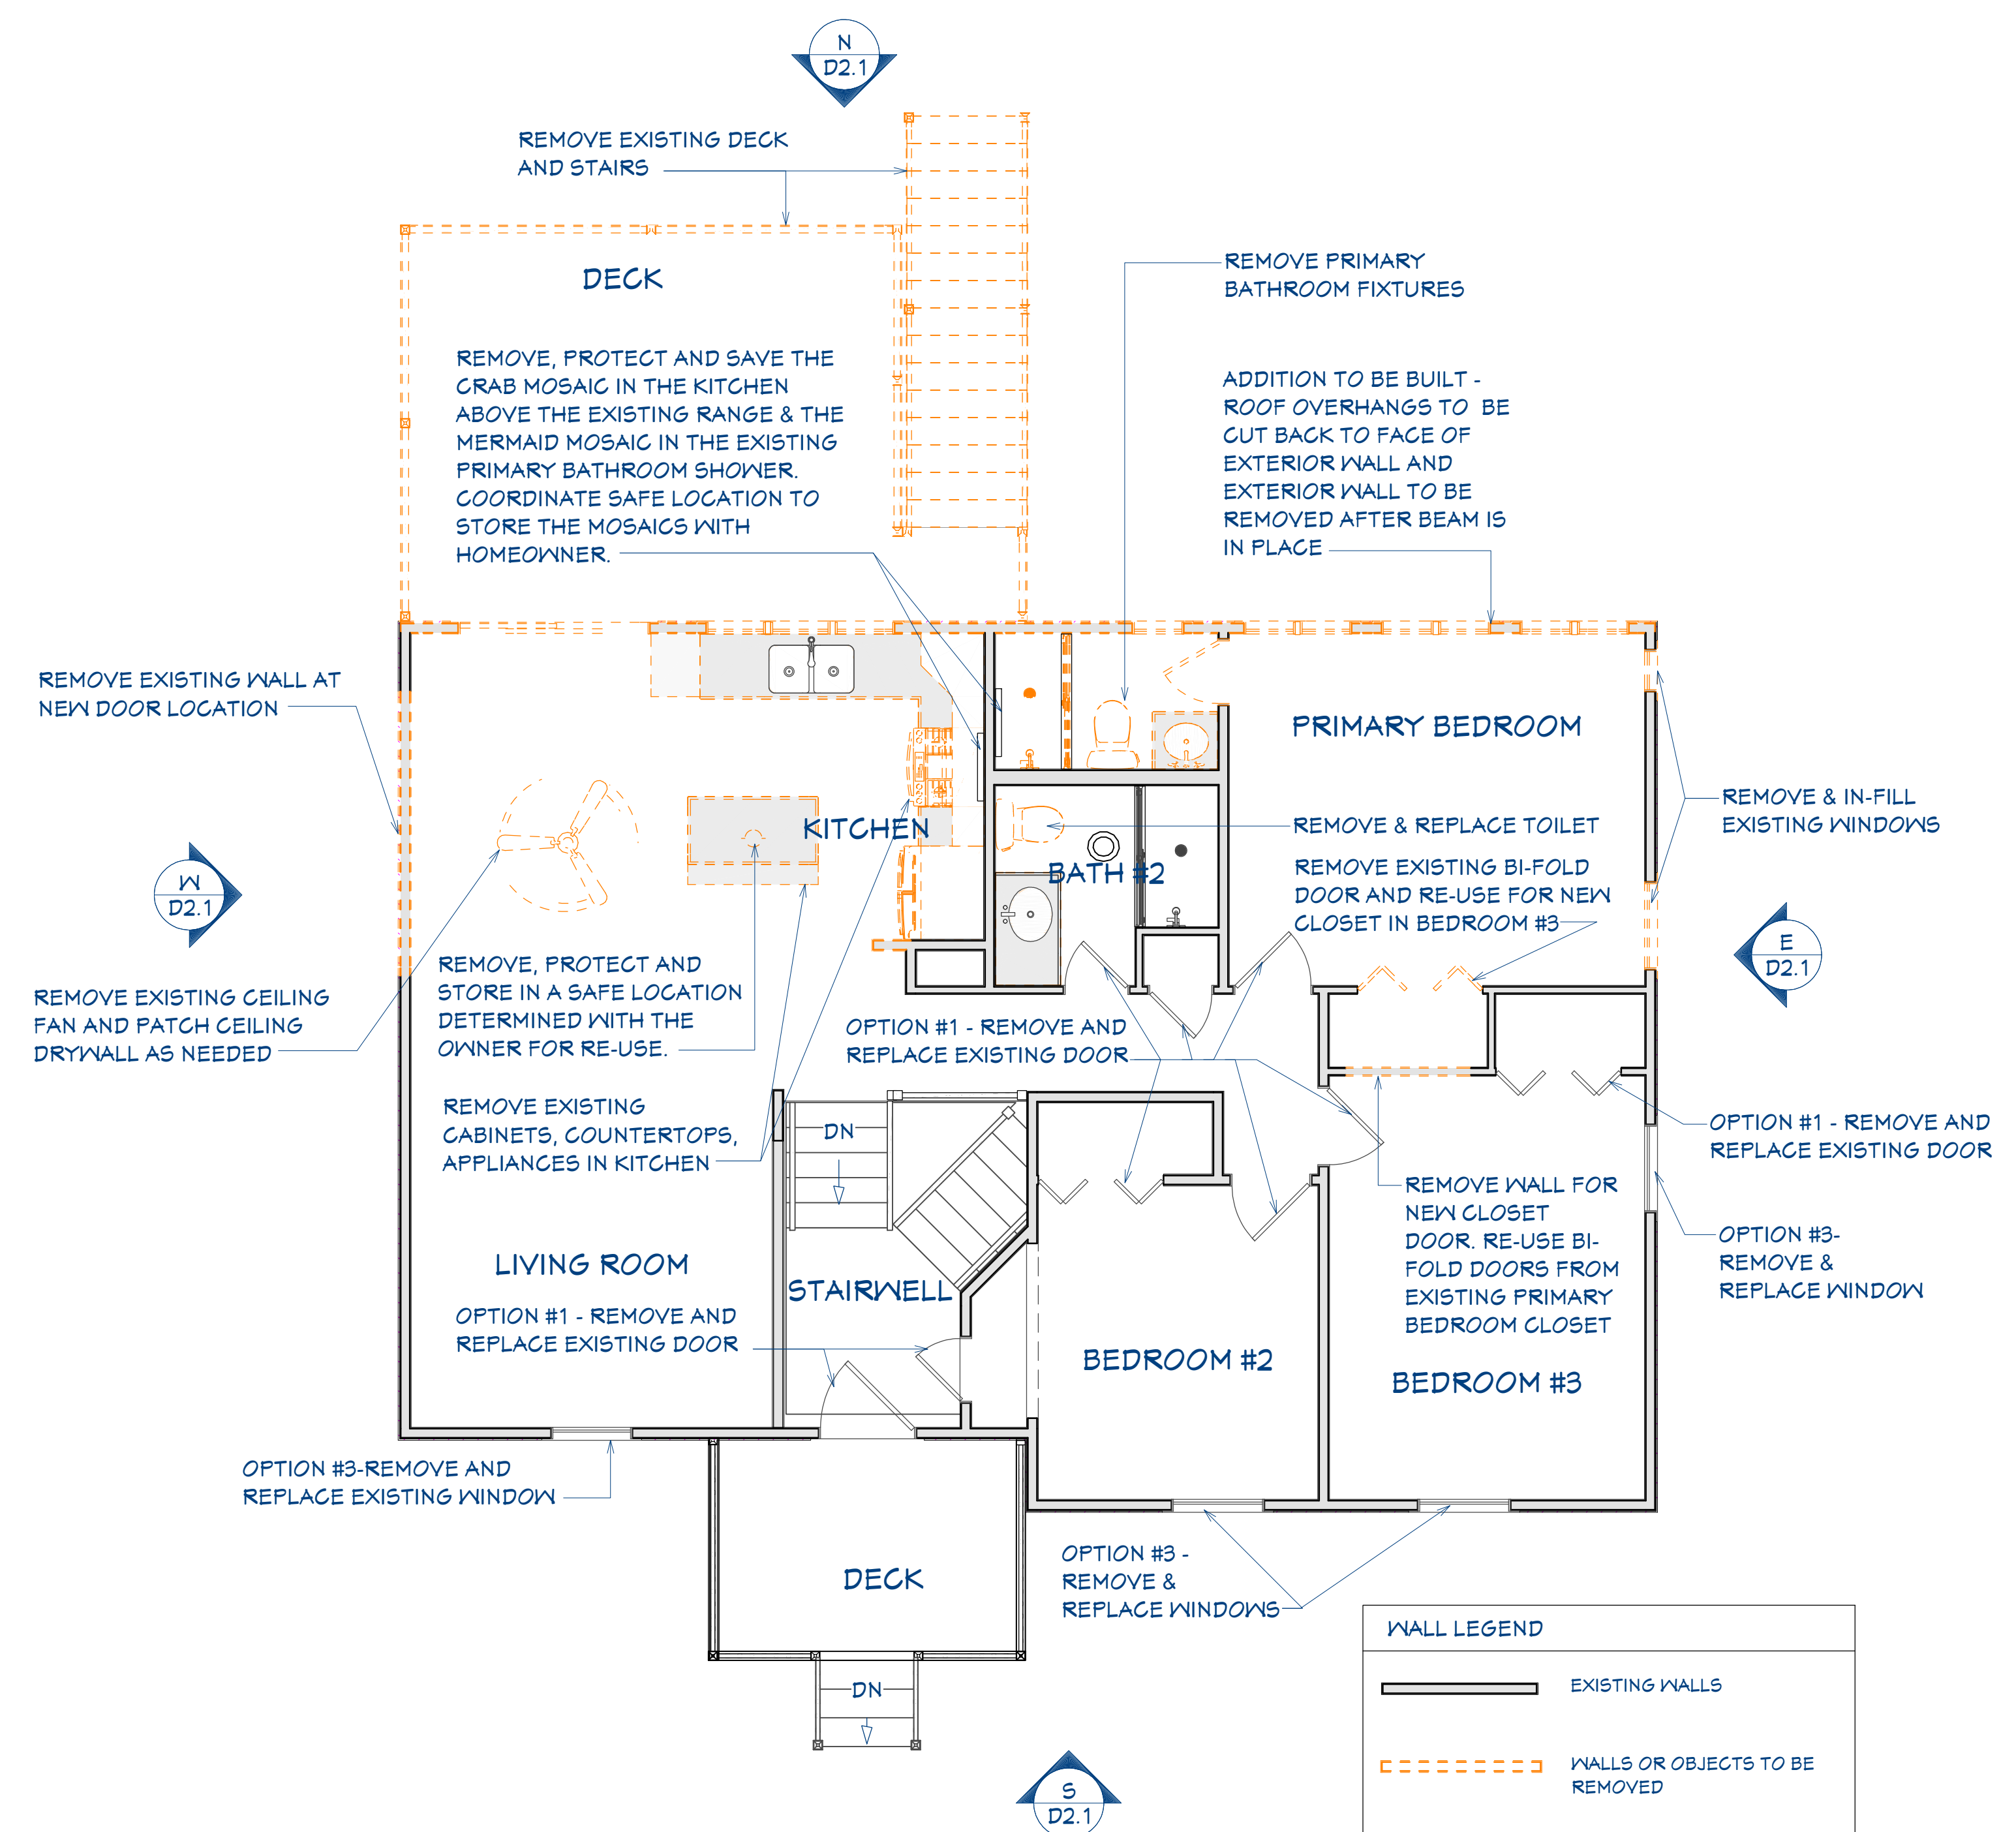 N
D2.1
REMOVE EXISTING DECK
AND STAIRS
DECK
REMOVE PRIMARY
BATHROOM FIXTURES
REMOVE, PROTECT AND SAVE THE
CRAB MOSAIC IN THE KITCHEN
ABOVE THE EXISTING RANGE & THE
MERMAID MOSAIC IN THE EXISTING
PRIMARY BATHROOM SHOWER.
COORDINATE SAFE LOCATION TO
STORE THE MOSAICS WITH
HOMEOWNER.
ADDITION TO BE BUILT -
ROOF OVERHANGS TO BE
CUT BACK TO FACE OF
EXTERIOR WALL AND
EXTERIOR WALL TO BE
REMOVED AFTER BEAM IS
IN PLACE
REMOVE EXISTING WALL AT
NEW DOOR LOCATION
PRIMARY BEDROOM
REMOVE & IN-FILL
EXISTING WINDOWS
KITCHEN
REMOVE & REPLACE TOILET
BATH #2
REMOVE EXISTING BI-FOLD
DOOR AND RE-USE FOR NEW
CLOSET IN BEDROOM #3
W
D2.1
E
D2.1
REMOVE EXISTING CEILING
FAN AND PATCH CEILING
DRYWALL AS NEEDED
REMOVE, PROTECT AND
STORE IN A SAFE LOCATION
DETERMINED WITH THE
OWNER FOR RE-USE.
OPTION #1 - REMOVE AND
REPLACE EXISTING DOOR
REMOVE EXISTING
CABINETS, COUNTERTOPS,
APPLIANCES IN KITCHEN
DN
OPTION #1 - REMOVE AND
REPLACE EXISTING DOOR
REMOVE WALL FOR
NEW CLOSET
DOOR. RE-USE BI-
FOLD DOORS FROM
EXISTING PRIMARY
BEDROOM CLOSET
OPTION #3-
REMOVE &
REPLACE WINDOW
LIVING ROOM
STAIRWELL
OPTION #1 - REMOVE AND
REPLACE EXISTING DOOR
BEDROOM #2
BEDROOM #3
OPTION #3-REMOVE AND
REPLACE EXISTING WINDOW
DECK
OPTION #3 -
REMOVE &
REPLACE WINDOWS
DN
S
D2.1
WALL LEGEND
EXISTING WALLS
WALLS OR OBJECTS TO BE
REMOVED